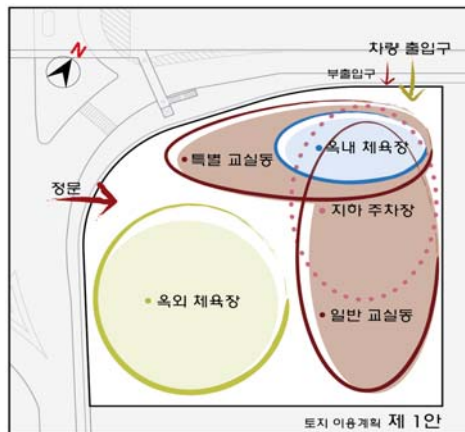 N
차량 출입구
부출입구
옥내 체육장
특별 교실동
정문
지하 주차장
옥외 체육장
일반 교실동
토지 이용계획 제 1안